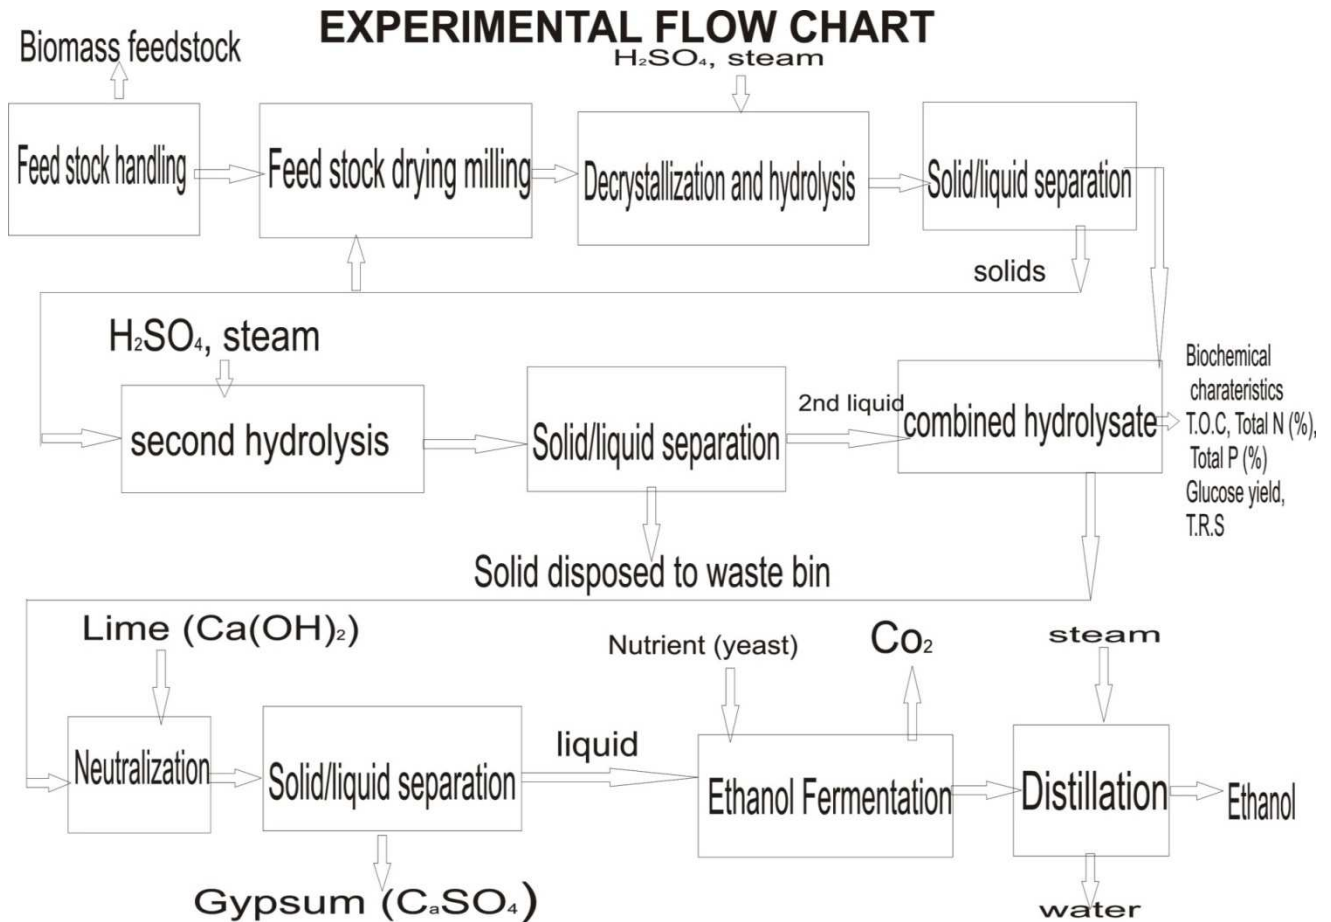 EXPERIMENTAL FLOW CHART
Biomass feedstock
H₂SO₄, steam
Feed stock handling
Feed stock drying milling
Decrystallization and hydrolysis
Solid/liquid separation
solids
H₂SO₄, steam
second hydrolysis
Solid/liquid separation
2nd liquid
combined hydrolysate
Biochemical
charateristics
T.O.C, Total N (%),
Total P (%)
Glucose yield,
T.R.S
Solid disposed to waste bin
Lime (Ca(OH)₂)
Nutrient (yeast)
Co₂
steam
Neutralization
Solid/liquid separation
liquid
Ethanol Fermentation
Distillation
Ethanol
Gypsum (CₐSO₄)
water